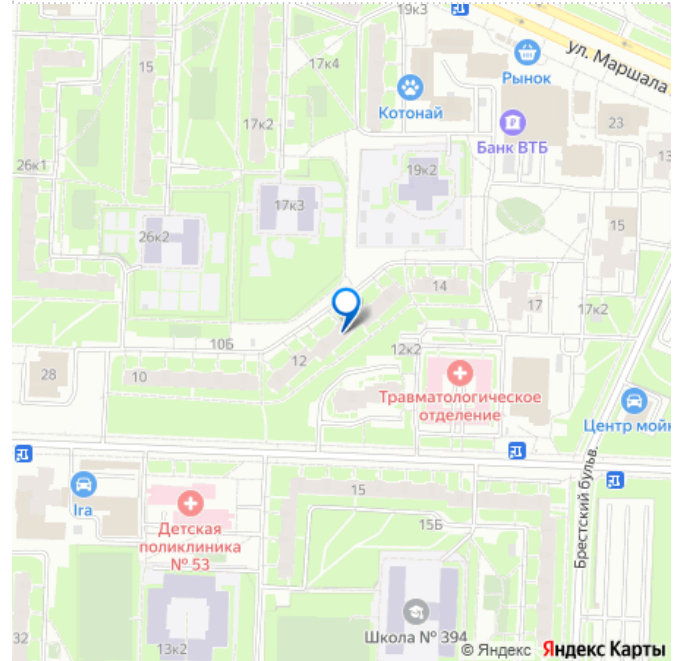 19к3
ул. Маршала
15
17к4
Рынок
Котонай
23
17к2
Банк ВТБ
13
26к1
19к2
17к3
15
26к2
14
17
17к2
10Б
12к2
12
28
10
Травматологическое
отделение
Центр мойк
Ira
15
Детская
поликлиника
№ 53
15Б
Брестский бульв.
Школа № 394
32
13к2
© Яндекс Яндекс Карты